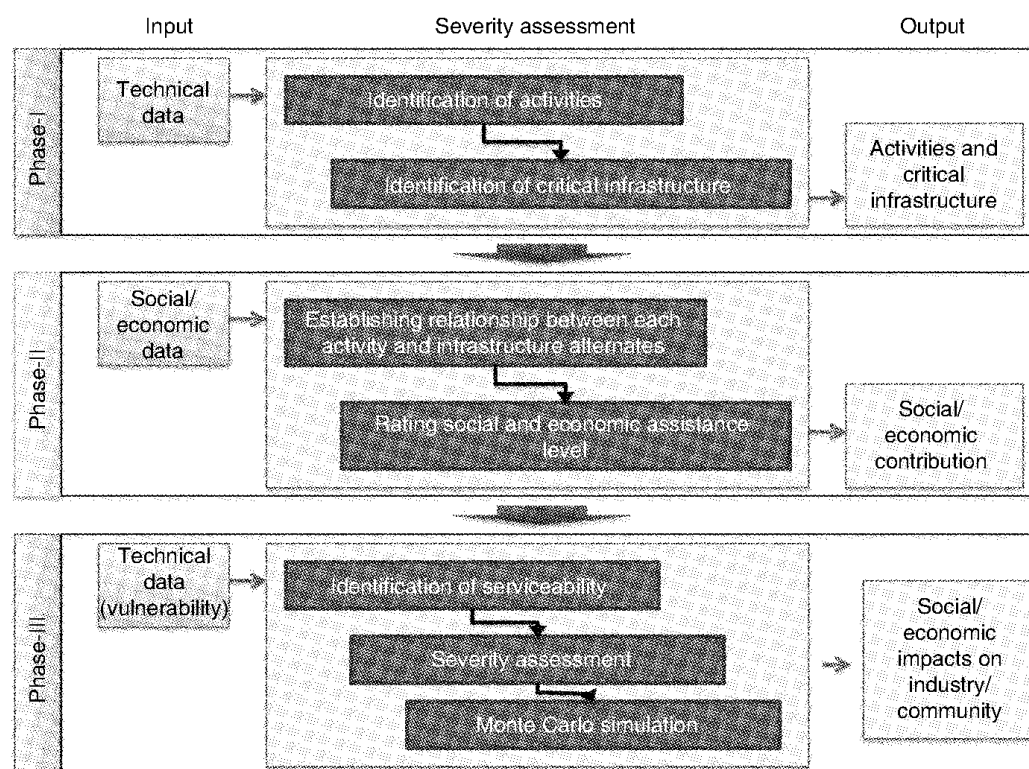 Input
Severity assessment
Output
Phase-I
Technical
data
Identification of activities
Identification of critical infrastructure
Activities and
critical
infrastructure
Phase-II
Social/
economic
data
Establishing relationship between each
activity and infrastructure alternates
Rating social and economic assistance
level
Social/
economic
contribution
Phase-III
Technical
data
(vulnerability)
Identification of serviceability
Severity assessment
Monte Carlo simulation
Social/
economic
impacts on
industry/
community